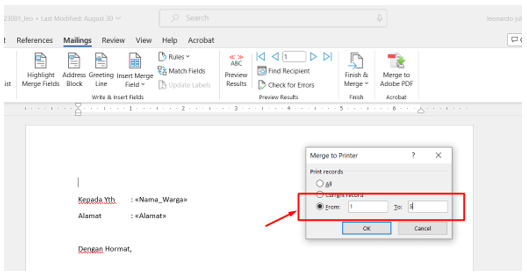 23001_leo • Last Modified: August 30
Search
leonardo jul
References Mailings Review View Help Acrobat
Highlight Merge Fields
Address Block
Greeting Line
Insert Merge Field
Rules
Match Fields
Update Labels
Write & Insert Fields
ABC
Preview Results
1
Find Recipient
Check for Errors
Preview Results
Finish & Merge
Finish
Merge to Adobe PDF
Acrobat
Merge to Printer ? ×
Print records
All
Current record
From: 1 To: 3
OK Cancel
Kepada Yth : «Nama_Warga»
Alamat : «Alamat»
Dengan Hormat,